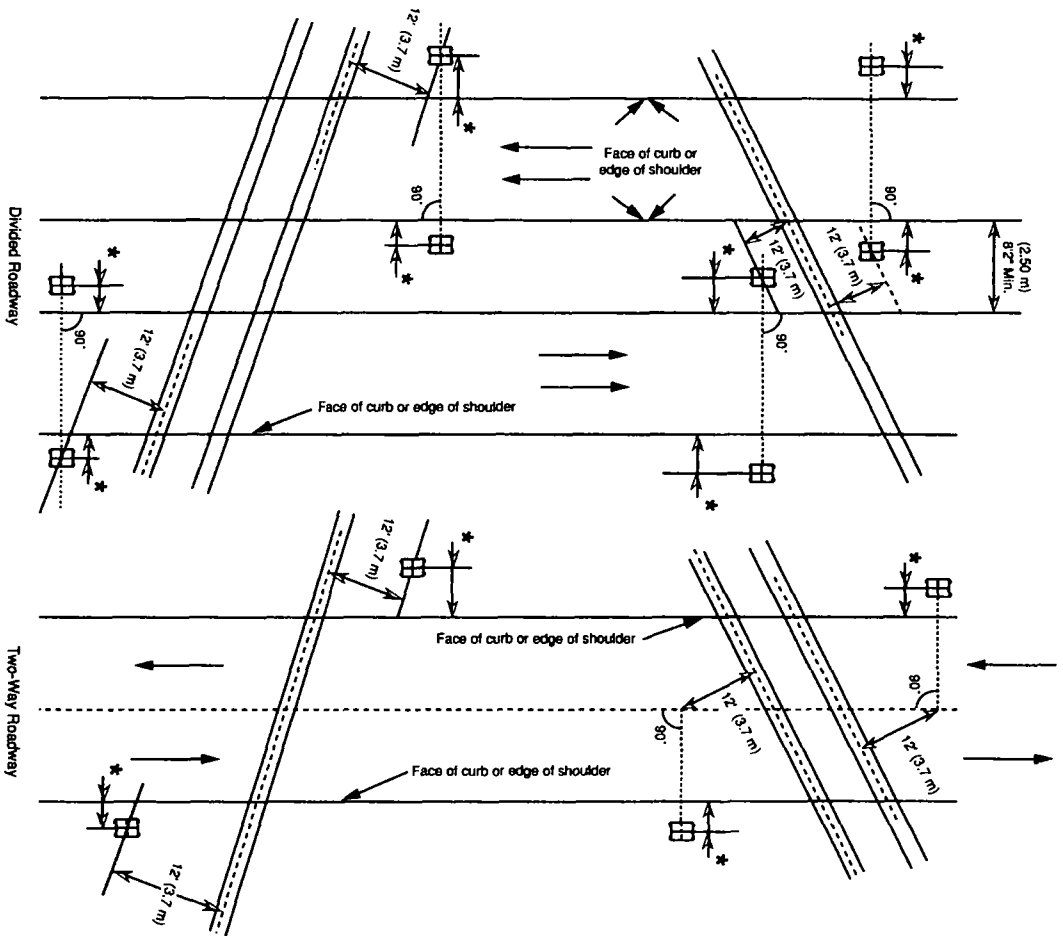 12' (3.7 m)
*
*
*
*
Face of curb or
edge of shoulder
90°
90°
*
*
*
12' (3.7 m)
12' (3.7 m)
(2.50 m)
8'2" Min.
Divided Roadway
*
90°
90°
12' (3.7 m)
Face of curb or edge of shoulder
*
*
12' (3.7 m)
*
*
Face of curb or edge of shoulder
Two-Way Roadway
90°
12' (3.7 m)
90°
12' (3.7 m)
Face of curb or edge of shoulder
*
*
12' (3.7 m)